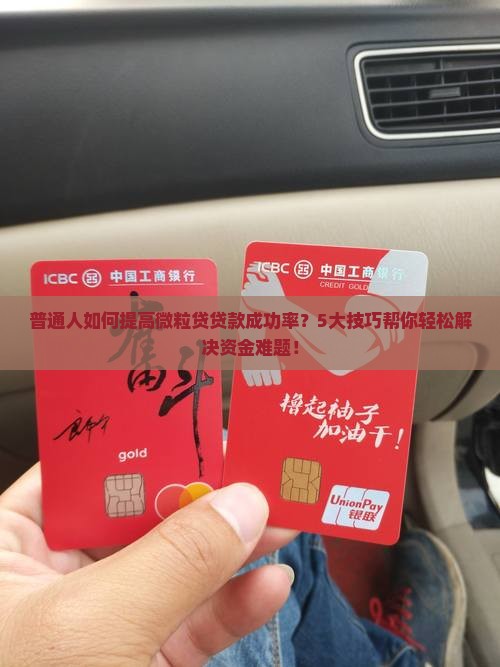 ICBC 中国工商银行
CREDIT GOLD
ICBC 中国工商银行
普通人如何提高微粒贷贷款成功率？5大技巧帮你轻松解
决资金难题！
奋斗
gold
撸起袖子
加油干！
UnionPay
银联